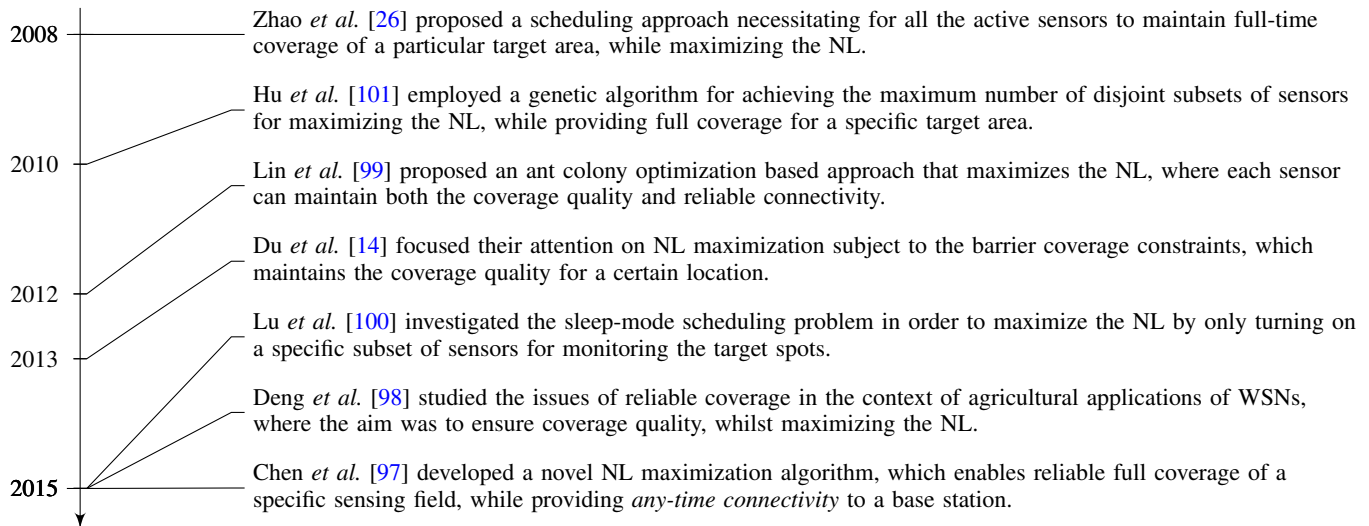 2008
Zhao et al. [26] proposed a scheduling approach necessitating for all the active sensors to maintain full-time
coverage of a particular target area, while maximizing the NL.
Hu et al. [101] employed a genetic algorithm for achieving the maximum number of disjoint subsets of sensors
for maximizing the NL, while providing full coverage for a specific target area.
2010
Lin et al. [99] proposed an ant colony optimization based approach that maximizes the NL, where each sensor
can maintain both the coverage quality and reliable connectivity.
Du et al. [14] focused their attention on NL maximization subject to the barrier coverage constraints, which
maintains the coverage quality for a certain location.
2012
Lu et al. [100] investigated the sleep-mode scheduling problem in order to maximize the NL by only turning on
a specific subset of sensors for monitoring the target spots.
2013
Deng et al. [98] studied the issues of reliable coverage in the context of agricultural applications of WSNs,
where the aim was to ensure coverage quality, whilst maximizing the NL.
Chen et al. [97] developed a novel NL maximization algorithm, which enables reliable full coverage of a
specific sensing field, while providing any-time connectivity to a base station.
2015